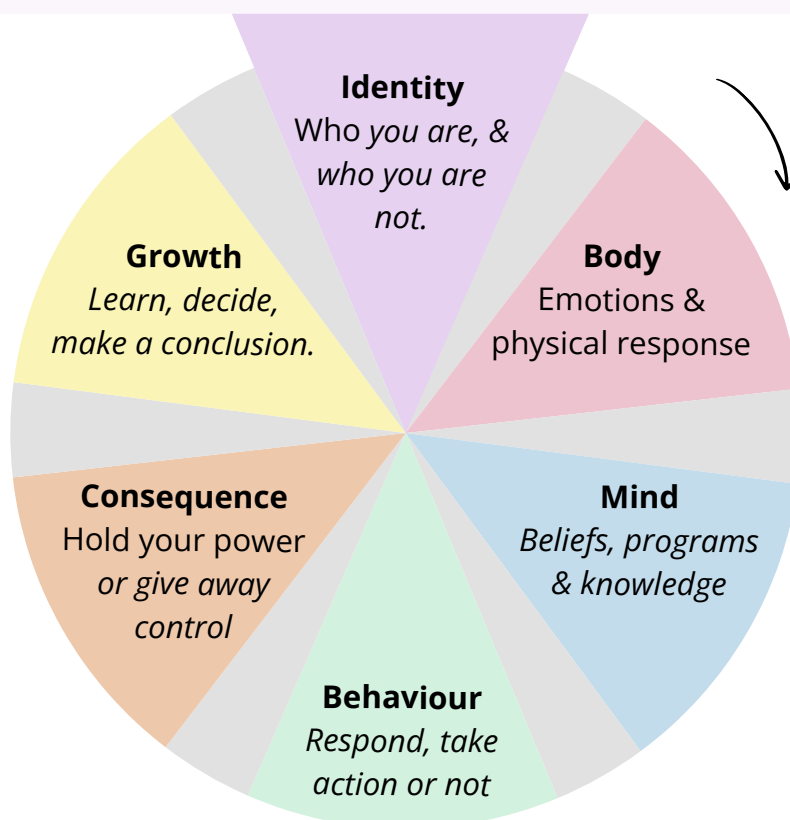 Identity
Who you are, &
who you are
not.
Body
Emotions &
physical response
Mind
Beliefs, programs
& knowledge
Behaviour
Respond, take
action or not
Consequence
Hold your power
or give away
control
Growth
Learn, decide,
make a conclusion.